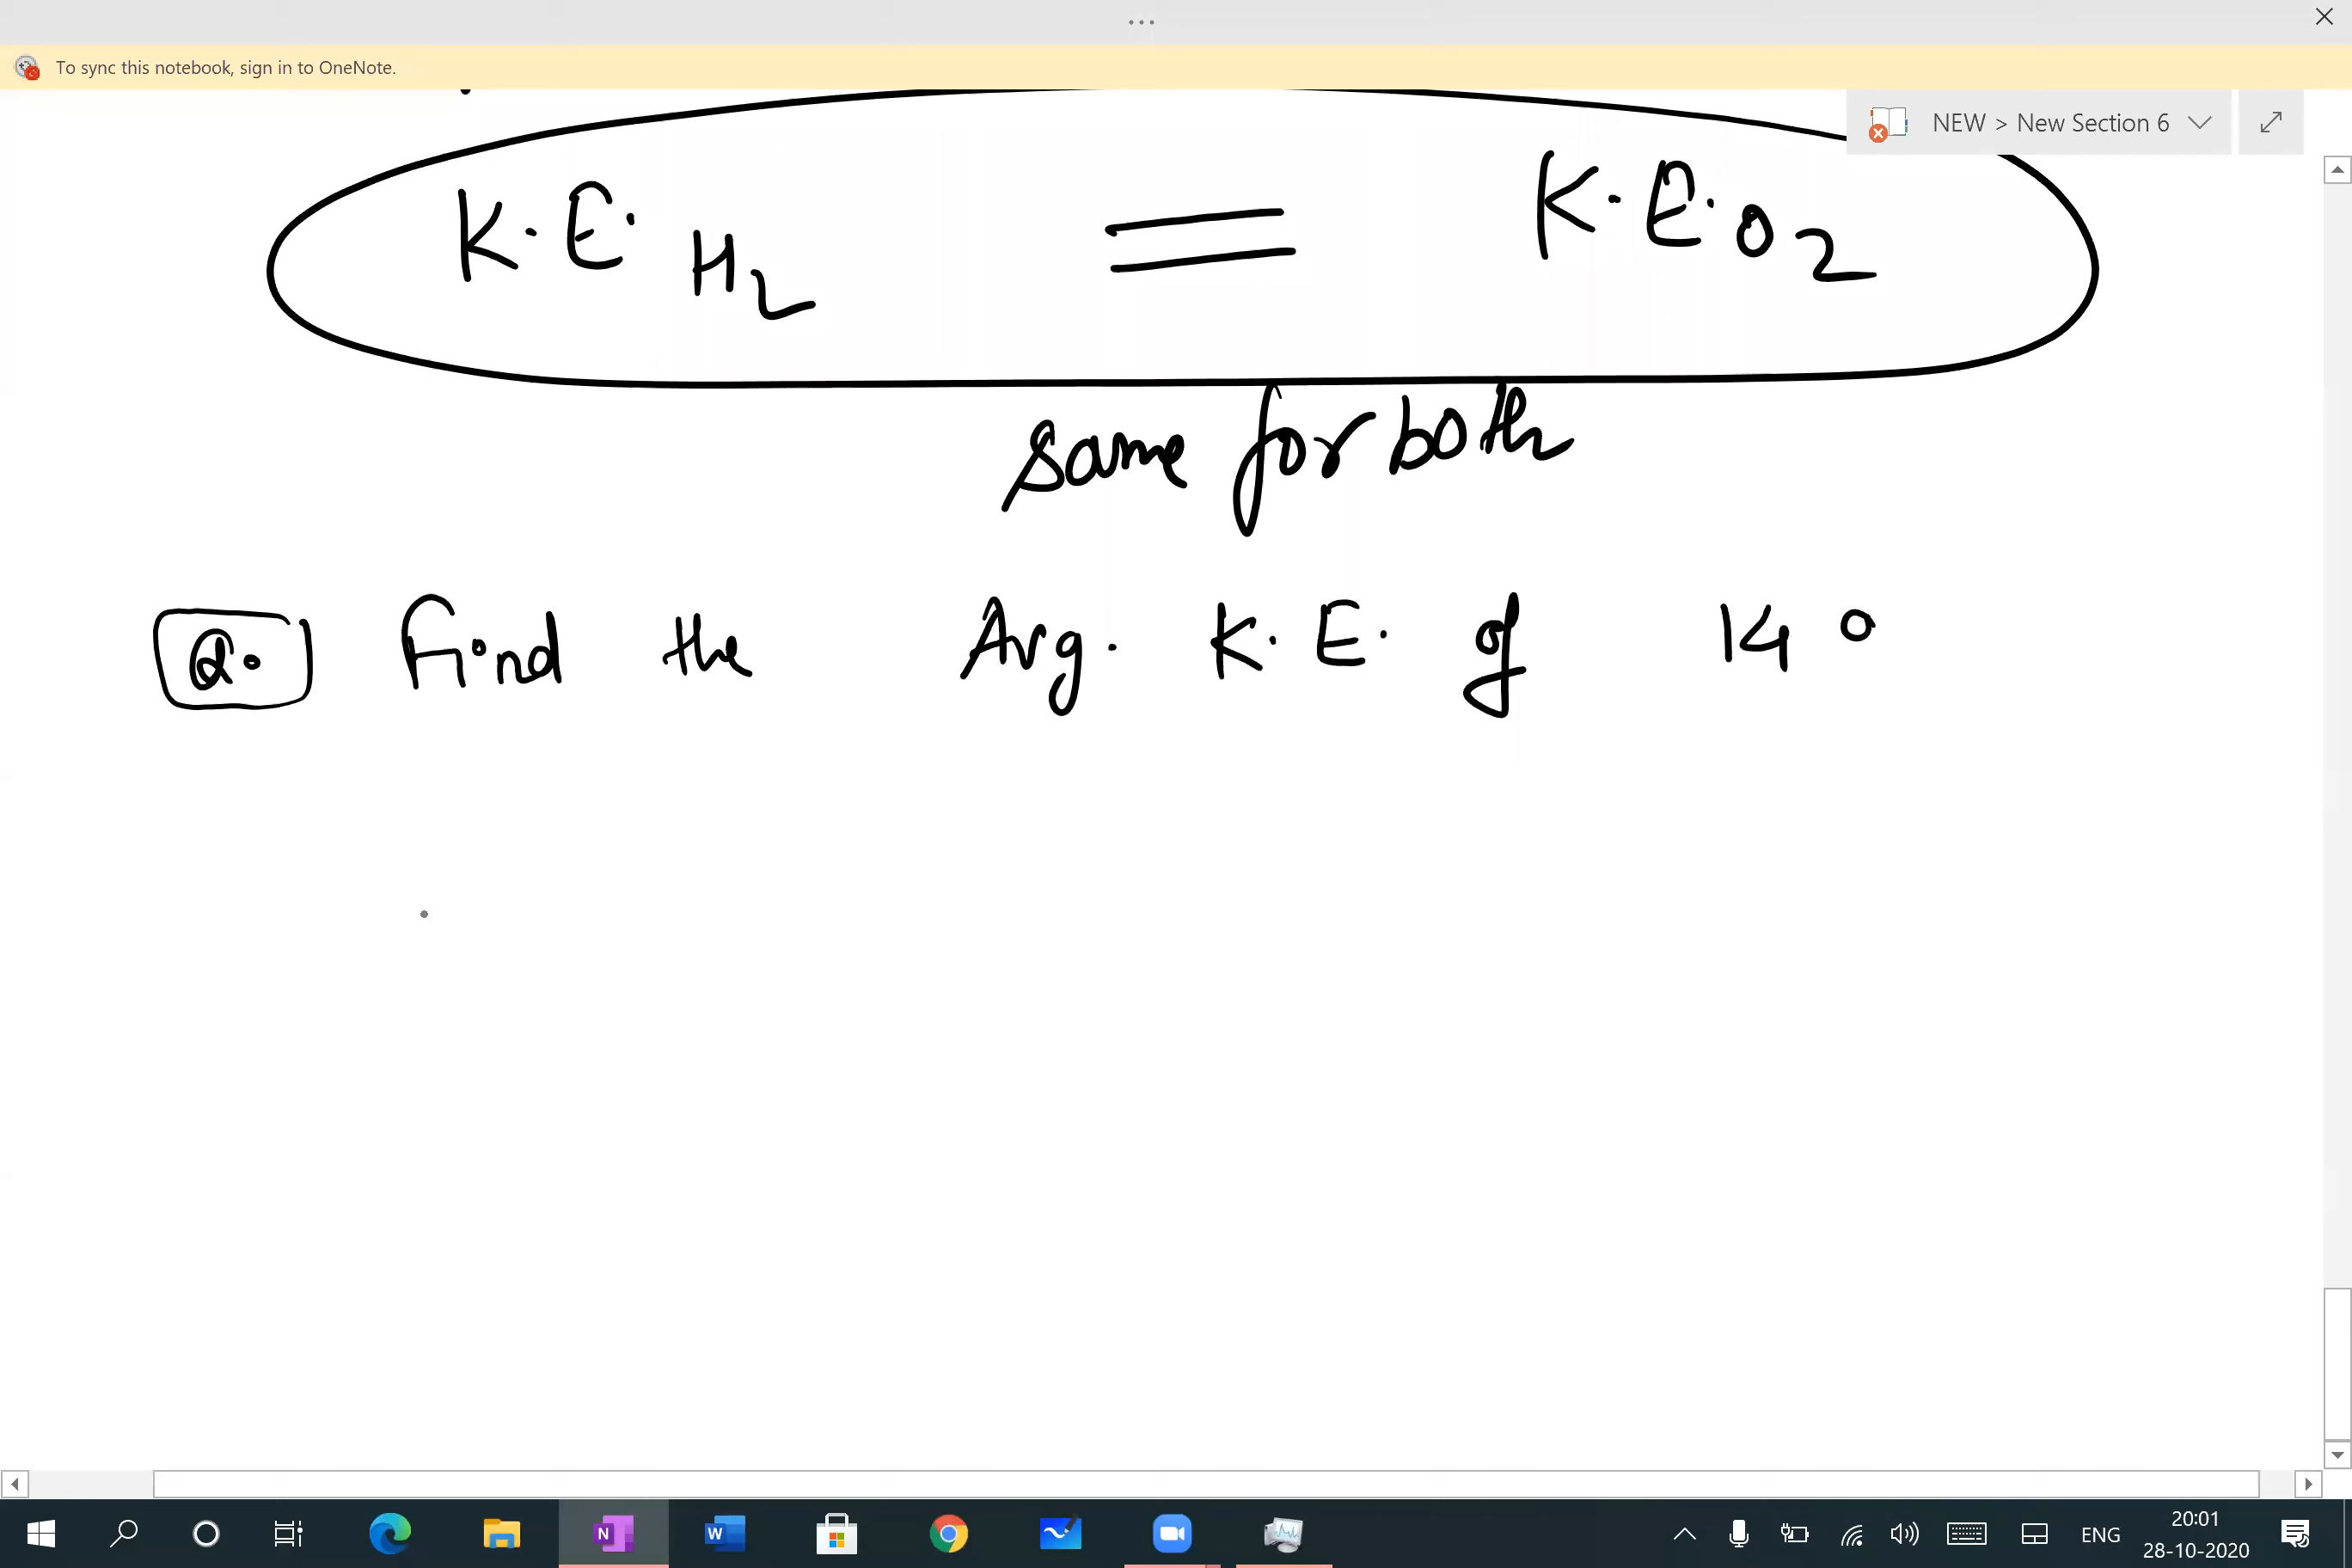 To sync this notebook, sign in to OneNote.
NEW > New Section 6
K.E. H2 = K.E. O2
same for both
Q. Find the Avg. K.E. of 14 0
N
W
ENG
20:01
28-10-2020